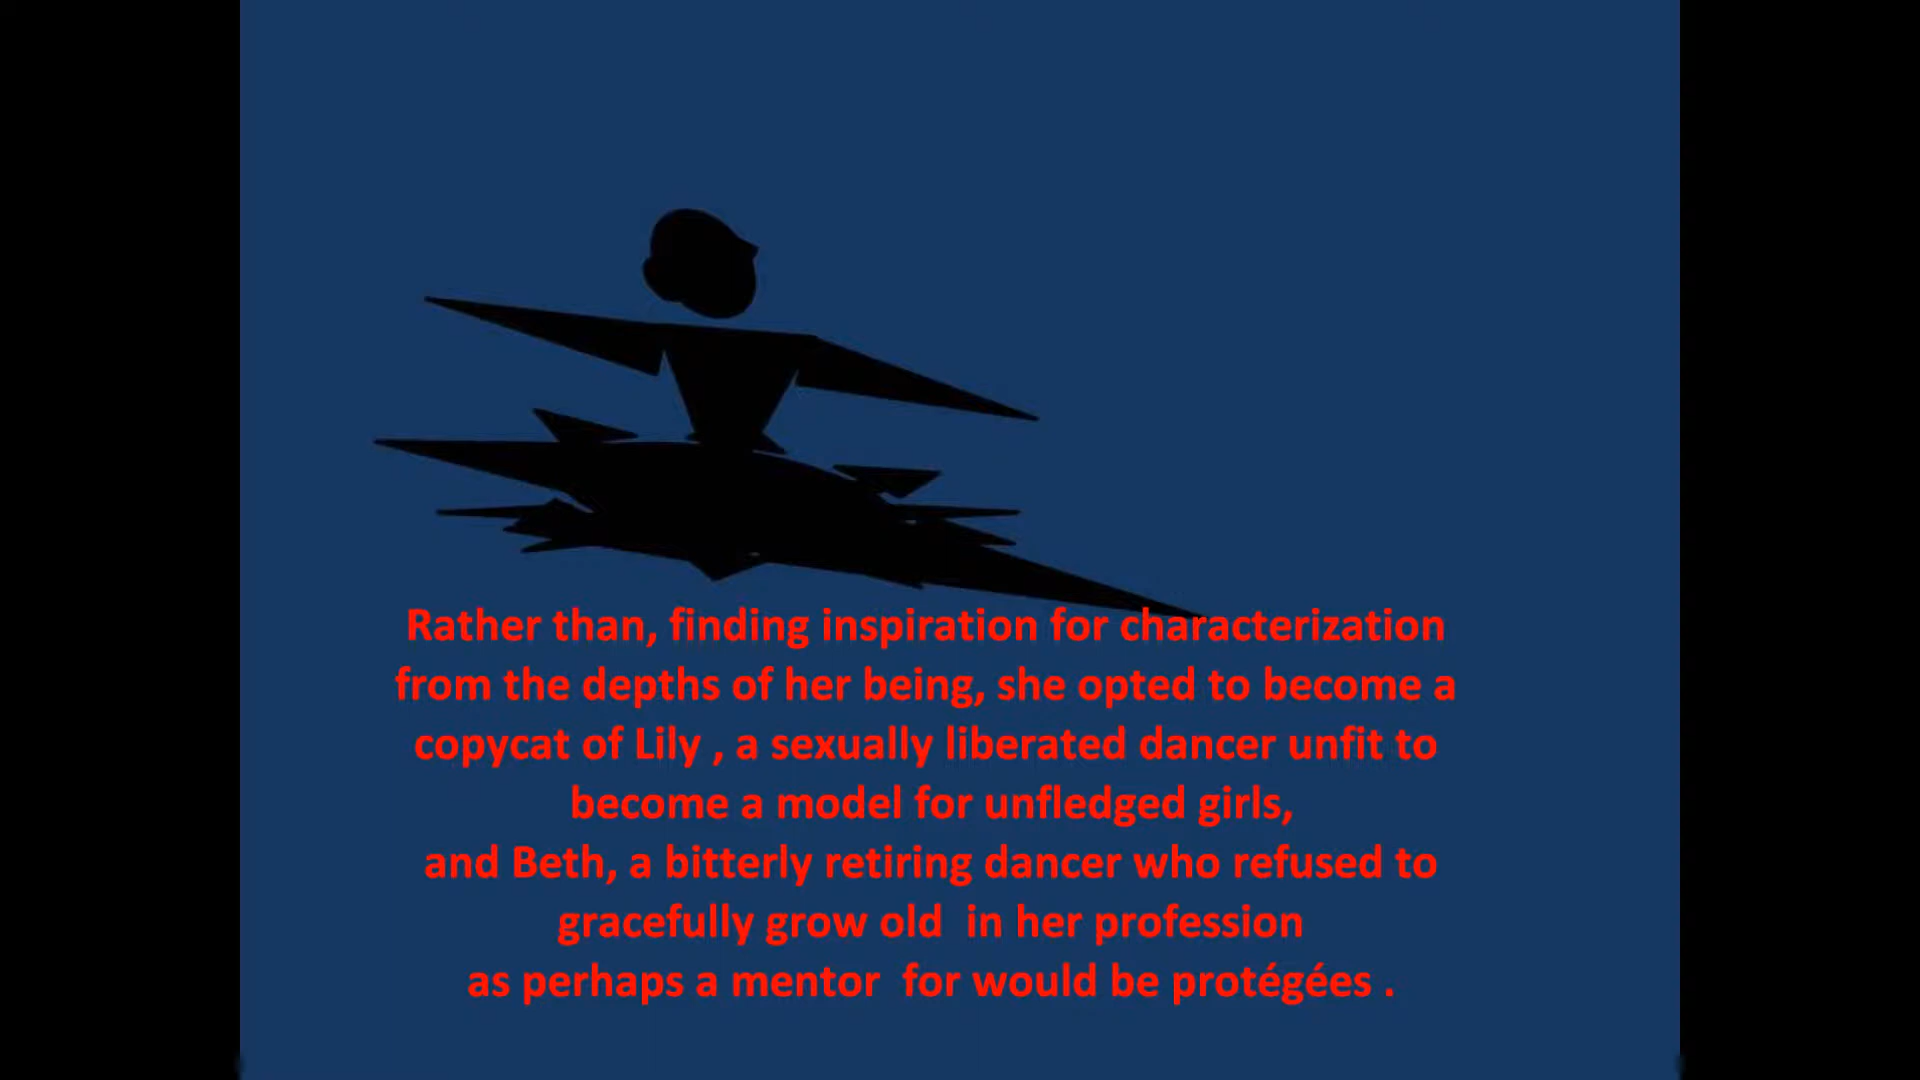 Rather than, finding inspiration for characterization
from the depths of her being, she opted to become a
copycat of Lily , a sexually liberated dancer unfit to
become a model for unfledged girls,
and Beth, a bitterly retiring dancer who refused to
gracefully grow old  in her profession
as perhaps a mentor  for would be protégées .